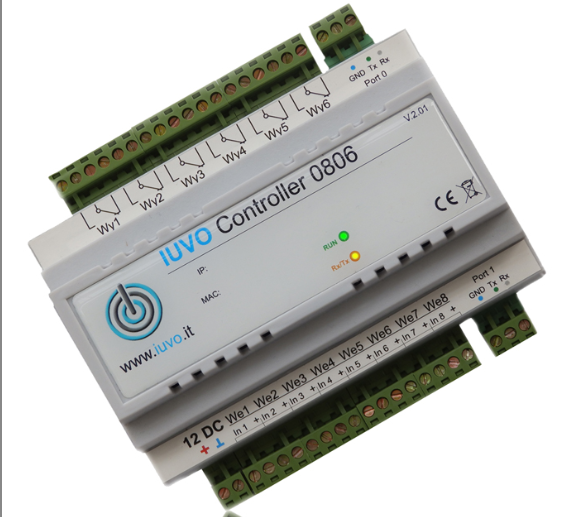 GND Tx Rx
Port 0
Wy1 Wy2 Wy3 Wy4 Wy5 Wy6
V.2.01
IUVO Controller 0806
CE
IP:
MAC:
RUN
Rx/Tx
www.iuvo.it
Port 1
GND Tx Rx
12 DC We1 We2 We3 We4 We5 We6 We7 We8
+ ⊥ In 1 + In 2 + In 3 + In 4 + In 5 + In 6 + In 7 + In 8 +